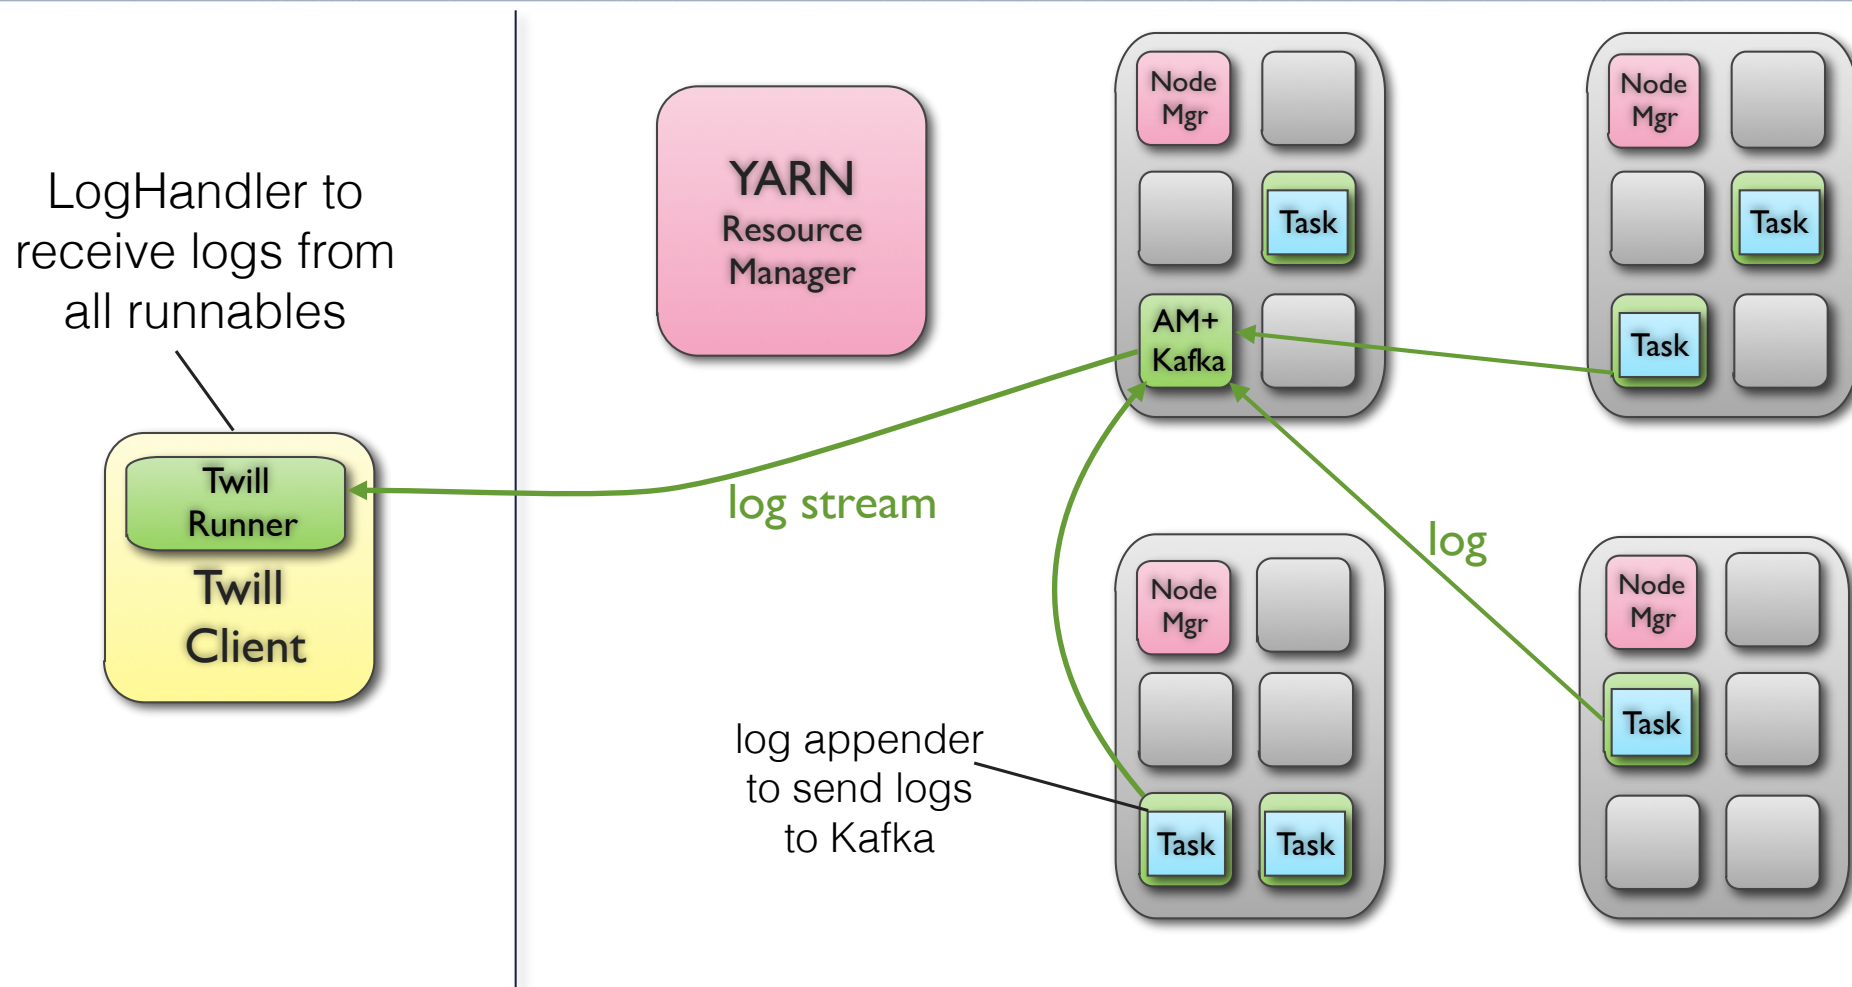 LogHandler to
receive logs from
all runnables
Twill
Runner
Twill
Client
YARN
Resource
Manager
log stream
Node
Mgr
Task
AM+
Kafka
Node
Mgr
Task
Task
log
log appender
to send logs
to Kafka
Node
Mgr
Task
Task
Node
Mgr
Task